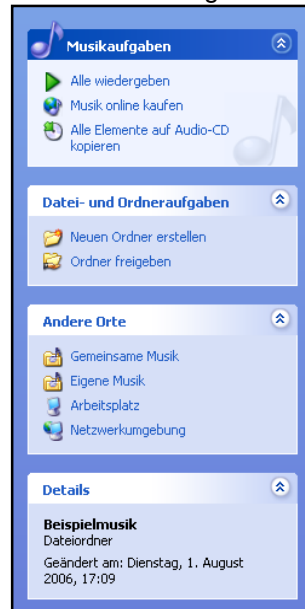 Musikaufgaben
Alle wiedergeben
Musik online kaufen
Alle Elemente auf Audio-CD
kopieren
Datei- und Ordneraufgaben
Neuen Ordner erstellen
Ordner freigeben
Andere Orte
Gemeinsame Musik
Eigene Musik
Arbeitsplatz
Netzwerkumgebung
Details
Beispielmusik
Dateiordner
Geändert am: Dienstag, 1. August
2006, 17:09